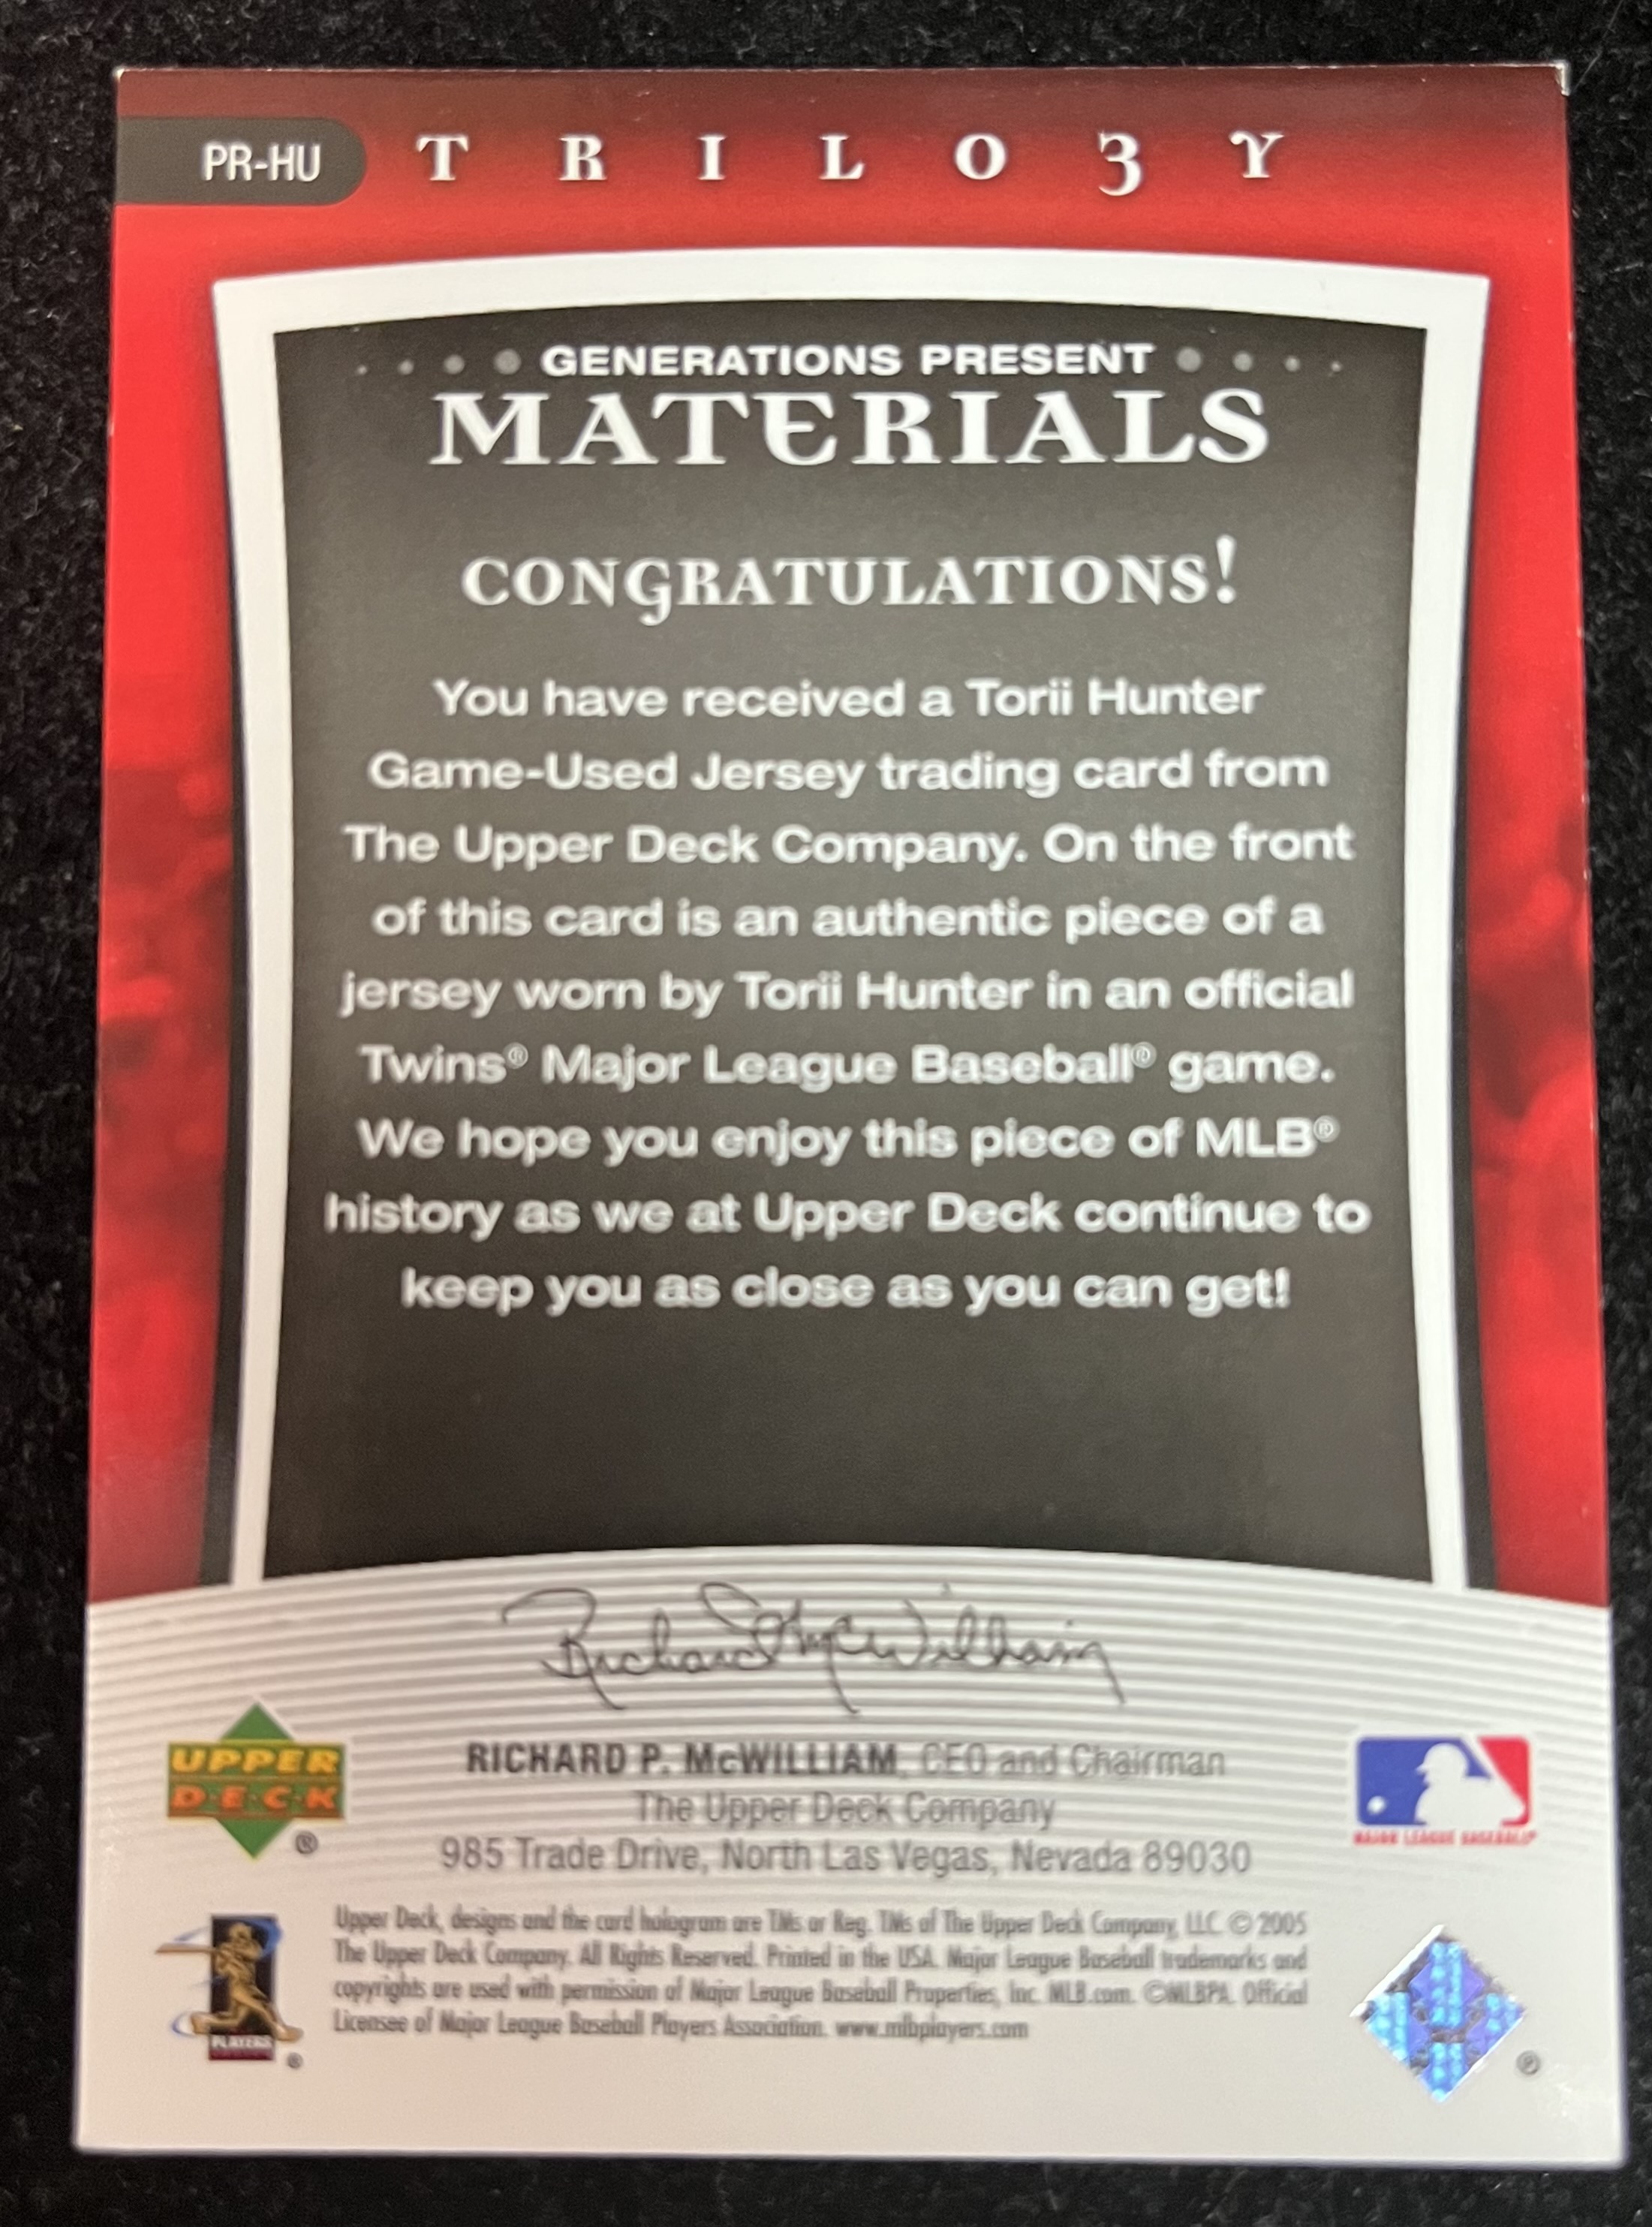 PR-HU
TRILO3Y
GENERATIONS PRESENT
MATERIALS
CONGRATULATIONS!
You have received a Torii Hunter
Game-Used Jersey trading card from
The Upper Deck Company. On the front
of this card is an authentic piece of a
jersey worn by Torii Hunter in an official
Twins® Major League Baseball® game.
We hope you enjoy this piece of MLB®
history as we at Upper Deck continue to
keep you as close as you can get!
Richard P. McWilliam
RICHARD P. McWILLIAM, CEO and Chairman
The Upper Deck Company
985 Trade Drive, North Las Vegas, Nevada 89030
UPPER
D·E·C·K
®
MAJOR LEAGUE BASEBALL®
Upper Deck, designs and the card hologram are TMs or Reg. TMs of The Upper Deck Company, LLC. © 2005
The Upper Deck Company. All Rights Reserved. Printed in the USA. Major League Baseball trademarks and
copyrights are used with permission of Major League Baseball Properties, Inc. MLB.com. ©MLBPA. Official
Licensee of Major League Baseball Players Association. www.mlbplayers.com
PLAYERS
®